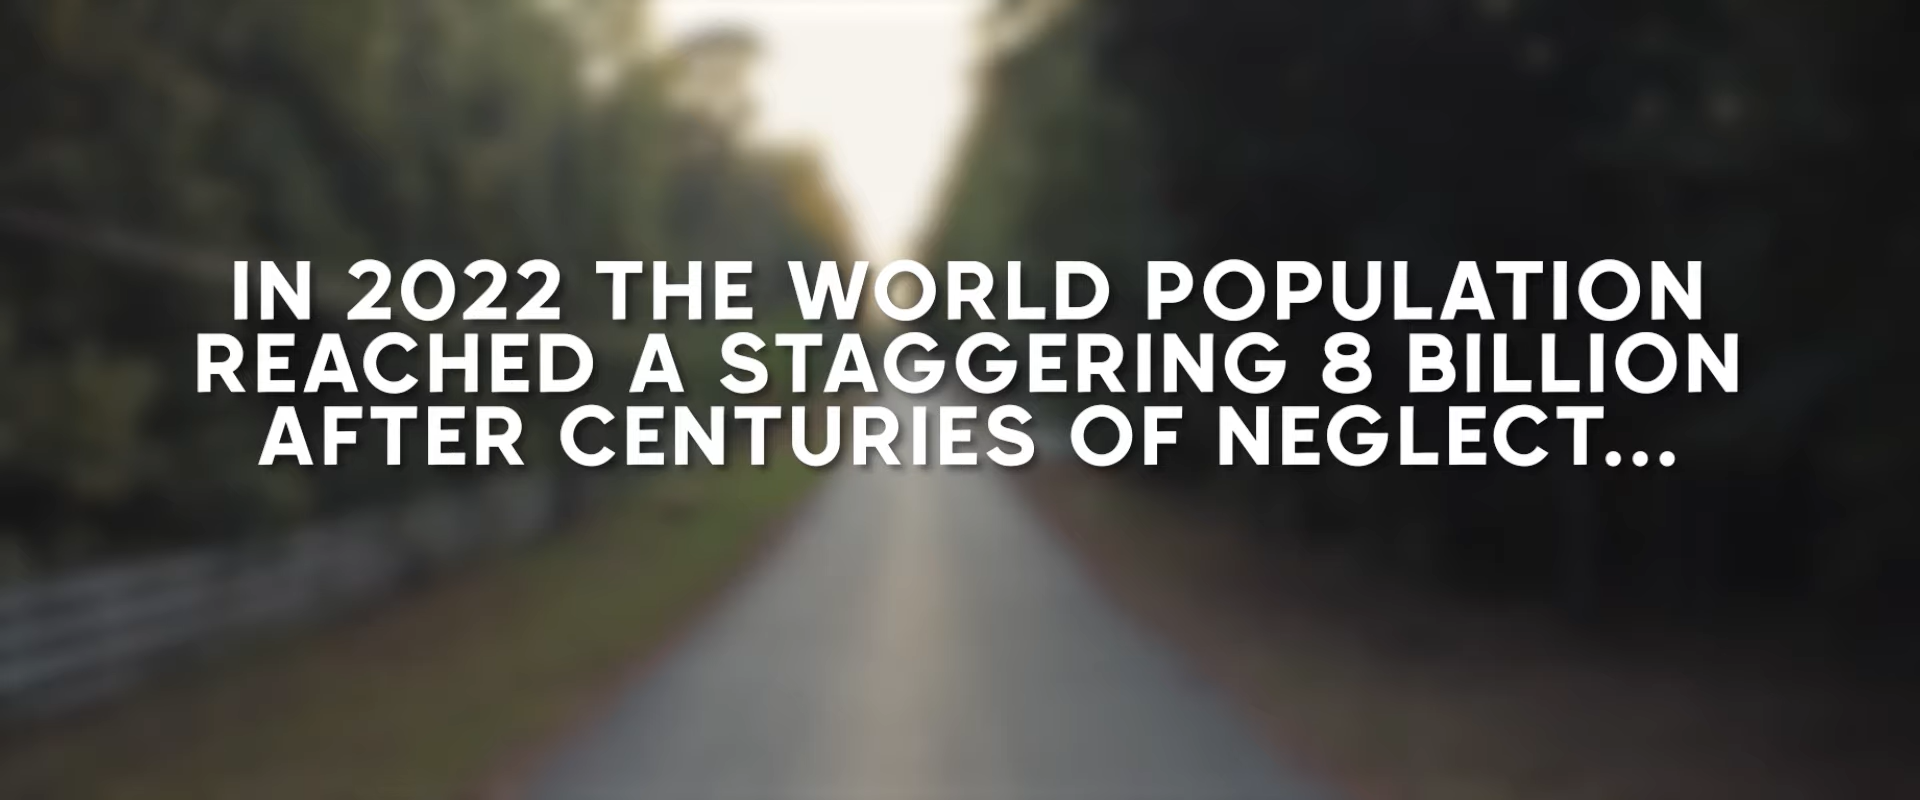 IN 2022 THE WORLD POPULATION
REACHED A STAGGERING 8 BILLION
AFTER CENTURIES OF NEGLECT...